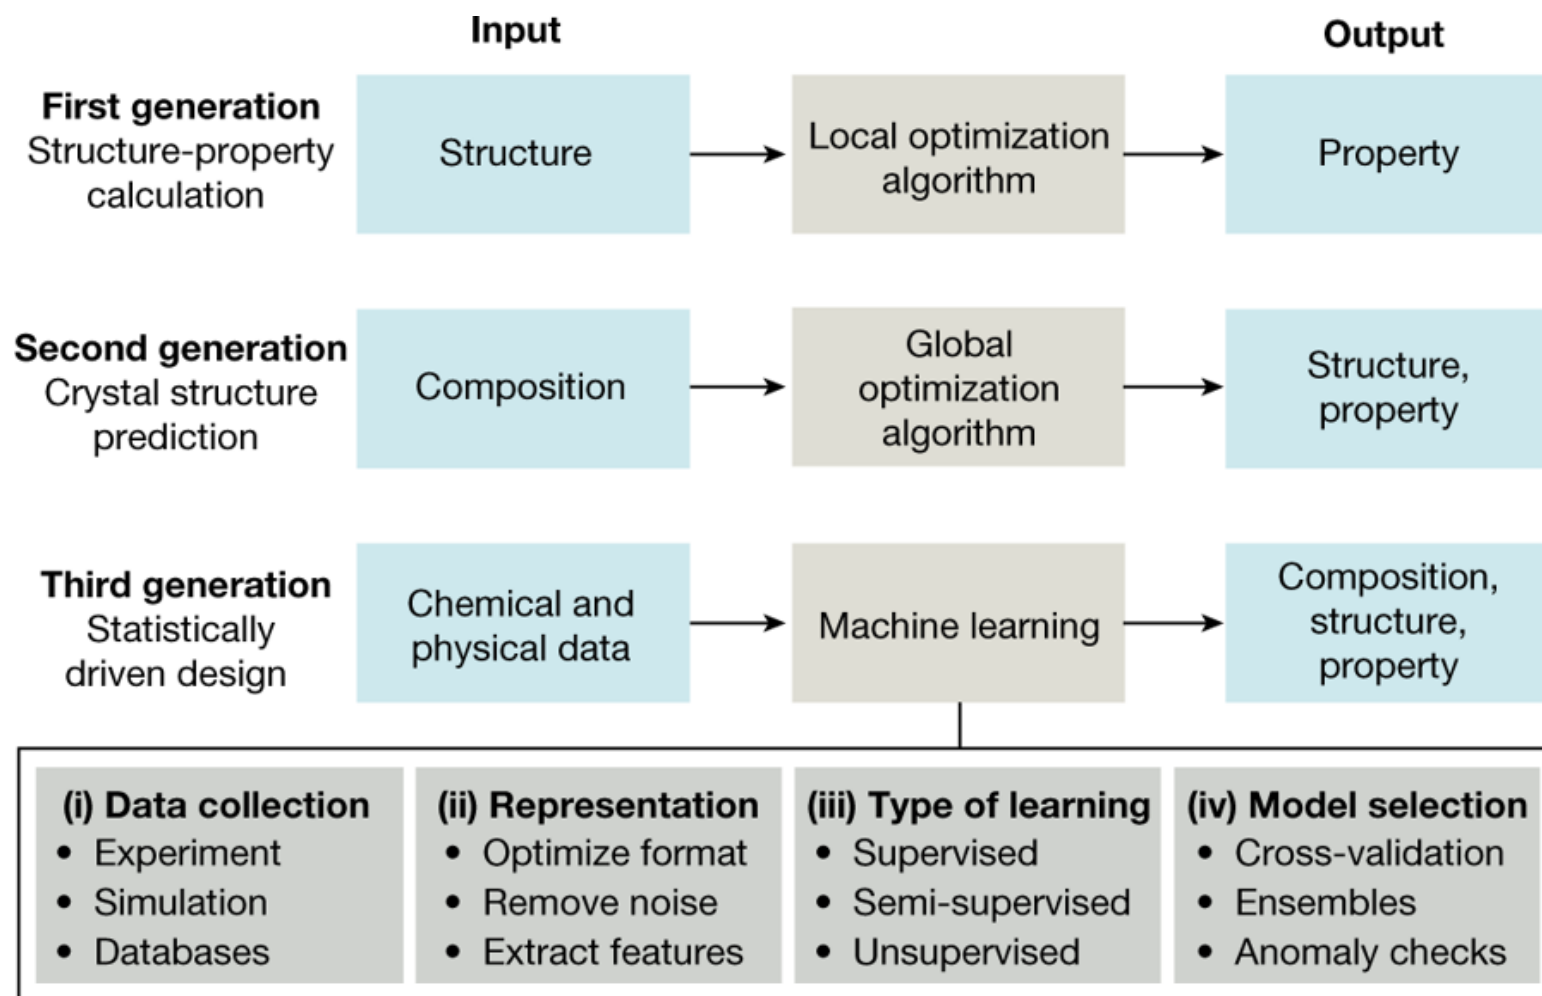 Input
Output
First generation
Structure-property
calculation
Structure
Local optimization
algorithm
Property
Second generation
Crystal structure
prediction
Composition
Global
optimization
algorithm
Structure,
property
Third generation
Statistically
driven design
Chemical and
physical data
Machine learning
Composition,
structure,
property
(i) Data collection
• Experiment
• Simulation
• Databases
(ii) Representation
• Optimize format
• Remove noise
• Extract features
(iii) Type of learning
• Supervised
• Semi-supervised
• Unsupervised
(iv) Model selection
• Cross-validation
• Ensembles
• Anomaly checks